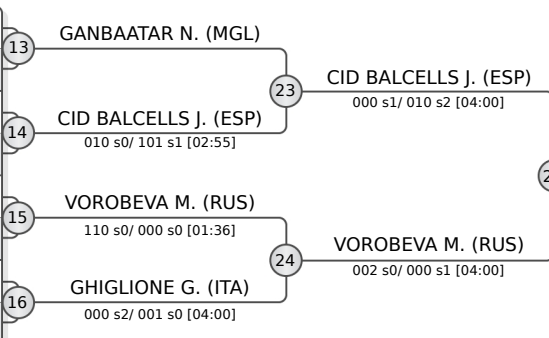 GANBAATAR N. (MGL)
13
CID BALCELLS J. (ESP)
23
000 s1/ 010 s2 [04:00]
CID BALCELLS J. (ESP)
14
010 s0/ 101 s1 [02:55]
VOROBEVA M. (RUS)
15
110 s0/ 000 s0 [01:36]
VOROBEVA M. (RUS)
24
002 s0/ 000 s1 [04:00]
GHIGLIONE G. (ITA)
16
000 s2/ 001 s0 [04:00]